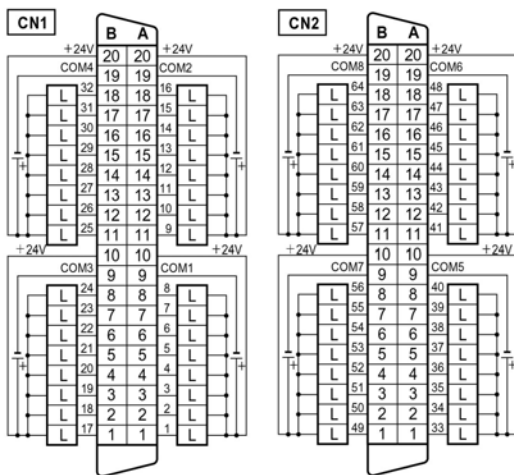 CN1
B A
+24V 20 20 +24V
COM4 19 19 COM2
L 32 18 18 16 L
L 31 17 17 15 L
L 30 16 16 14 L
+ L 29 15 15 13 L +
L 28 14 14 12 L
L 27 13 13 11 L
L 26 12 12 10 L
L 25 11 11 9 L
+24V 10 10 +24V
COM3 9 9 COM1
L 24 8 8 8 L
L 23 7 7 7 L
L 22 6 6 6 L
+ L 21 5 5 5 L +
L 20 4 4 4 L
L 19 3 3 3 L
L 18 2 2 2 L
L 17 1 1 1 L
CN2
B A
+24V 20 20 +24V
COM8 19 19 COM6
L 64 18 18 48 L
L 63 17 17 47 L
L 62 16 16 46 L
+ L 61 15 15 45 L +
L 60 14 14 44 L
L 59 13 13 43 L
L 58 12 12 42 L
L 57 11 11 41 L
+24V 10 10 +24V
COM7 9 9 COM5
L 56 8 8 40 L
L 55 7 7 39 L
L 54 6 6 38 L
+ L 53 5 5 37 L +
L 52 4 4 36 L
L 51 3 3 35 L
L 50 2 2 34 L
L 49 1 1 33 L